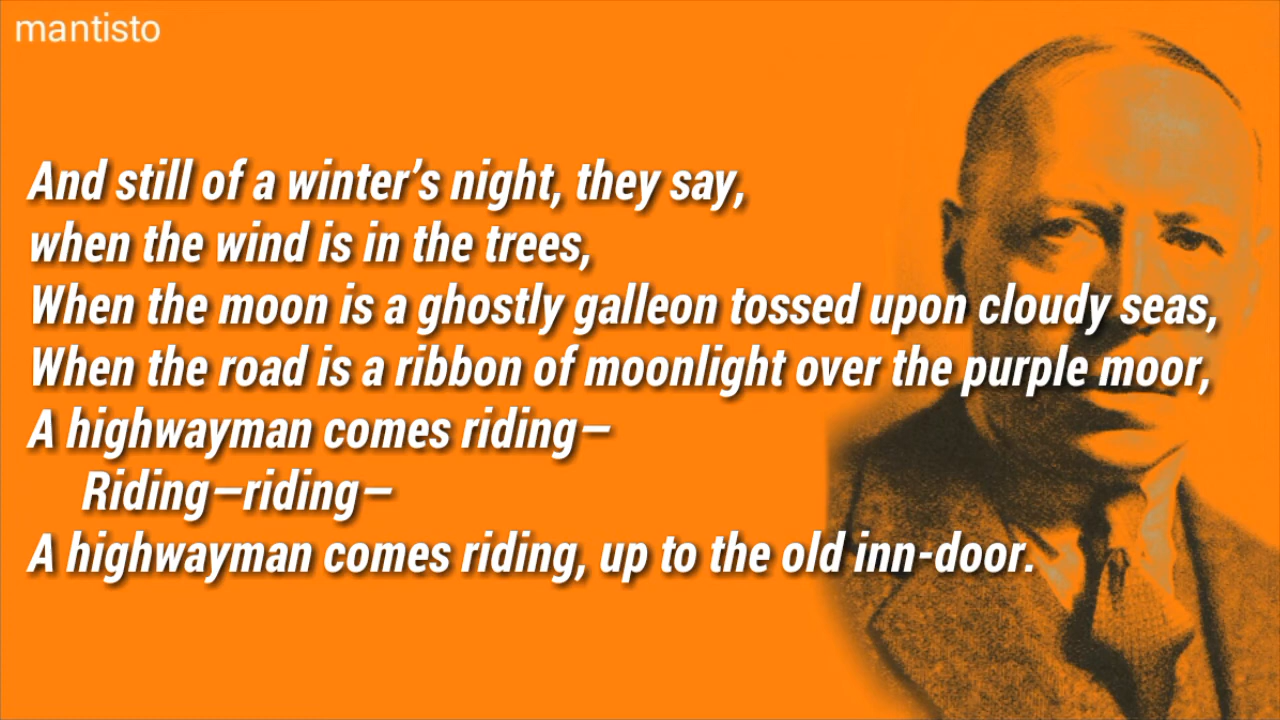 mantisto
And still of a winter’s night, they say,
when the wind is in the trees,
When the moon is a ghostly galleon tossed upon cloudy seas,
When the road is a ribbon of moonlight over the purple moor,
A highwayman comes riding—
Riding—riding—
A highwayman comes riding, up to the old inn-door.